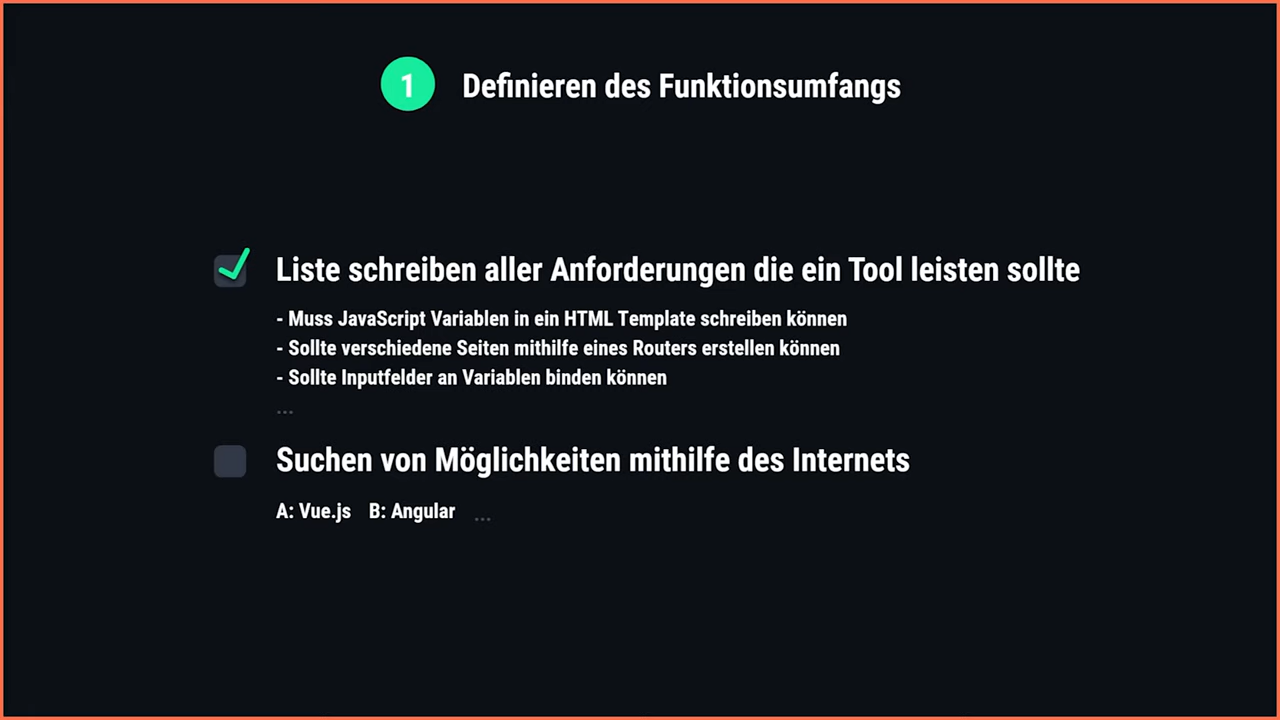 1 Definieren des Funktionsumfangs
Liste schreiben aller Anforderungen die ein Tool leisten sollte
- Muss JavaScript Variablen in ein HTML Template schreiben können
- Sollte verschiedene Seiten mithilfe eines Routers erstellen können
- Sollte Inputfelder an Variablen binden können
...
Suchen von Möglichkeiten mithilfe des Internets
A: Vue.js B: Angular ...